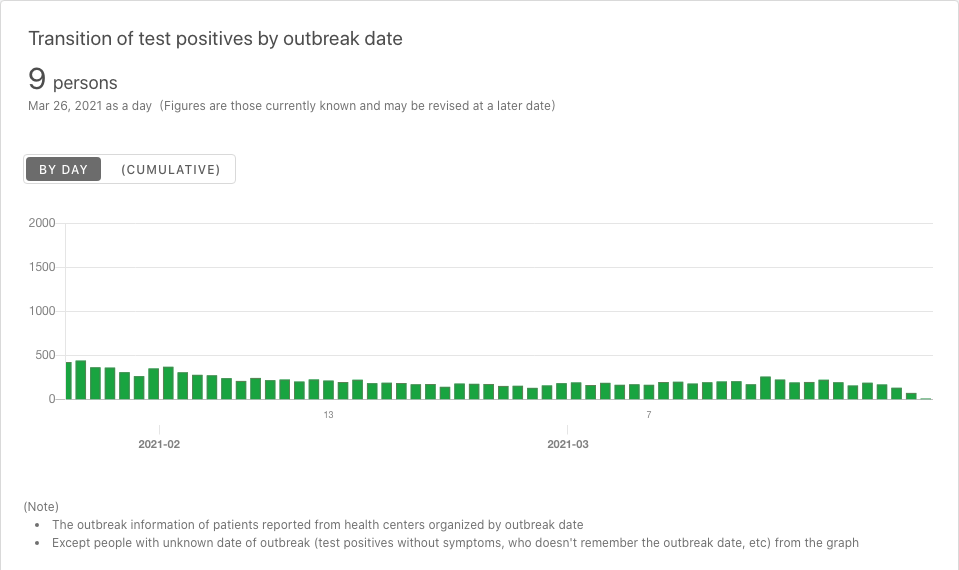 Transition of test positives by outbreak date
9 persons
Mar 26, 2021 as a day (Figures are those currently known and may be revised at a later date)
BY DAY (CUMULATIVE)
2000
1500
1000
500
0
13 7
2021-02 2021-03
(Note)
• The outbreak information of patients reported from health centers organized by outbreak date
• Except people with unknown date of outbreak (test positives without symptoms, who doesn't remember the outbreak date, etc) from the graph